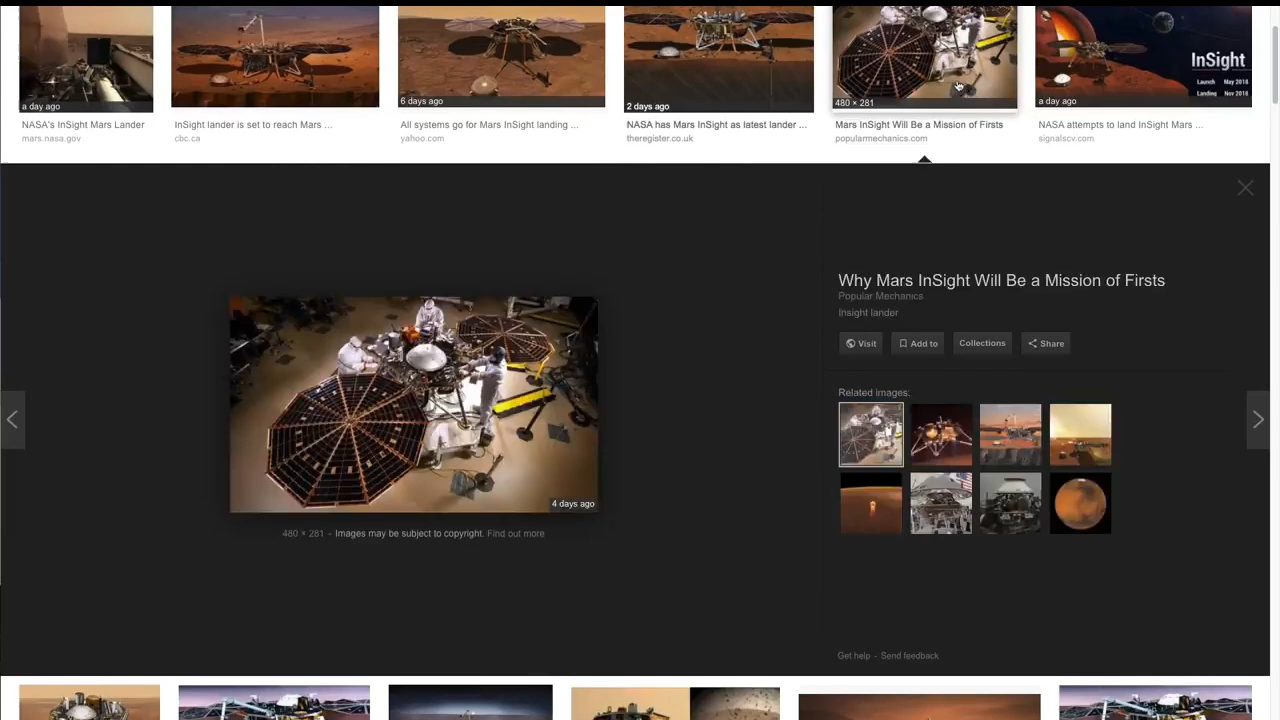 InSight
Launch May 2018
Landing Nov 2018
a day ago
6 days ago
2 days ago
480 × 281
a day ago
NASA's InSight Mars Lander
InSight lander is set to reach Mars ...
All systems go for Mars InSight landing ...
NASA has Mars InSight as latest lander ...
Mars InSight Will Be a Mission of Firsts
NASA attempts to land InSight Mars ...
mars.nasa.gov
cbc.ca
yahoo.com
theregister.co.uk
popularmechanics.com
signalscv.com
Why Mars InSight Will Be a Mission of Firsts
Popular Mechanics
Insight lander
Visit
Add to
Collections
Share
Related images:
4 days ago
480 × 281 - Images may be subject to copyright. Find out more
Get help - Send feedback